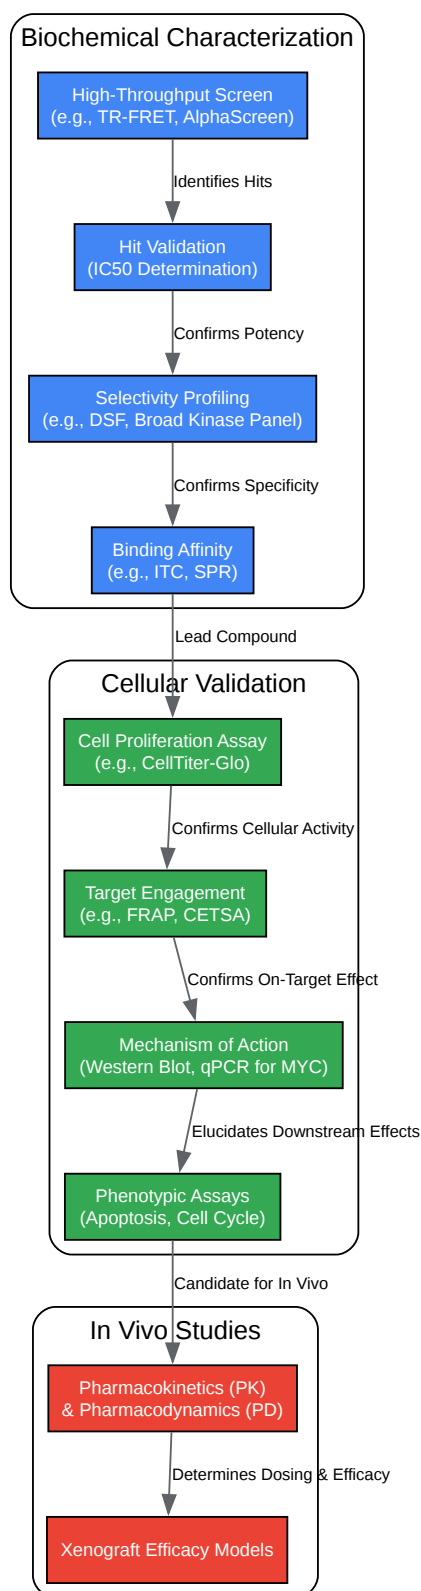 Biochemical Characterization
High-Throughput Screen
(e.g., TR-FRET, AlphaScreen)
Identifies Hits
Hit Validation
(IC50 Determination)
Confirms Potency
Selectivity Profiling
(e.g., DSF, Broad Kinase Panel)
Confirms Specificity
Binding Affinity
(e.g., ITC, SPR)
Lead Compound
Cellular Validation
Cell Proliferation Assay
(e.g., CellTiter-Glo)
Confirms Cellular Activity
Target Engagement
(e.g., FRAP, CETSA)
Confirms On-Target Effect
Mechanism of Action
(Western Blot, qPCR for MYC)
Elucidates Downstream Effects
Phenotypic Assays
(Apoptosis, Cell Cycle)
Candidate for In Vivo
In Vivo Studies
Pharmacokinetics (PK)
& Pharmacodynamics (PD)
Determines Dosing & Efficacy
Xenograft Efficacy Models